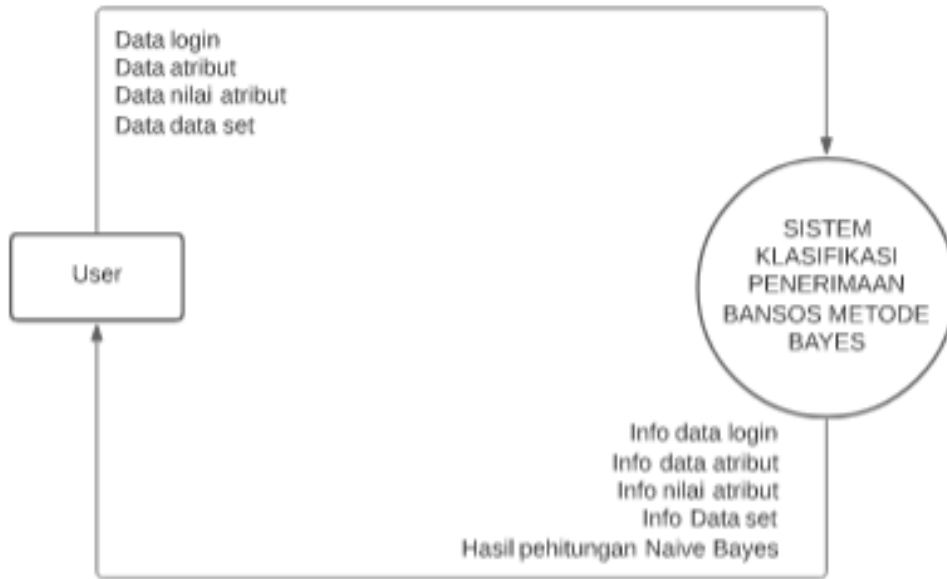 Data login
Data atribut
Data nilai atribut
Data data set
User
SISTEM
KLASIFIKASI
PENERIMAAN
BANSOS METODE
BAYES
Info data login
Info data atribut
Info nilai atribut
Info Data set
Hasil pehitungan Naive Bayes